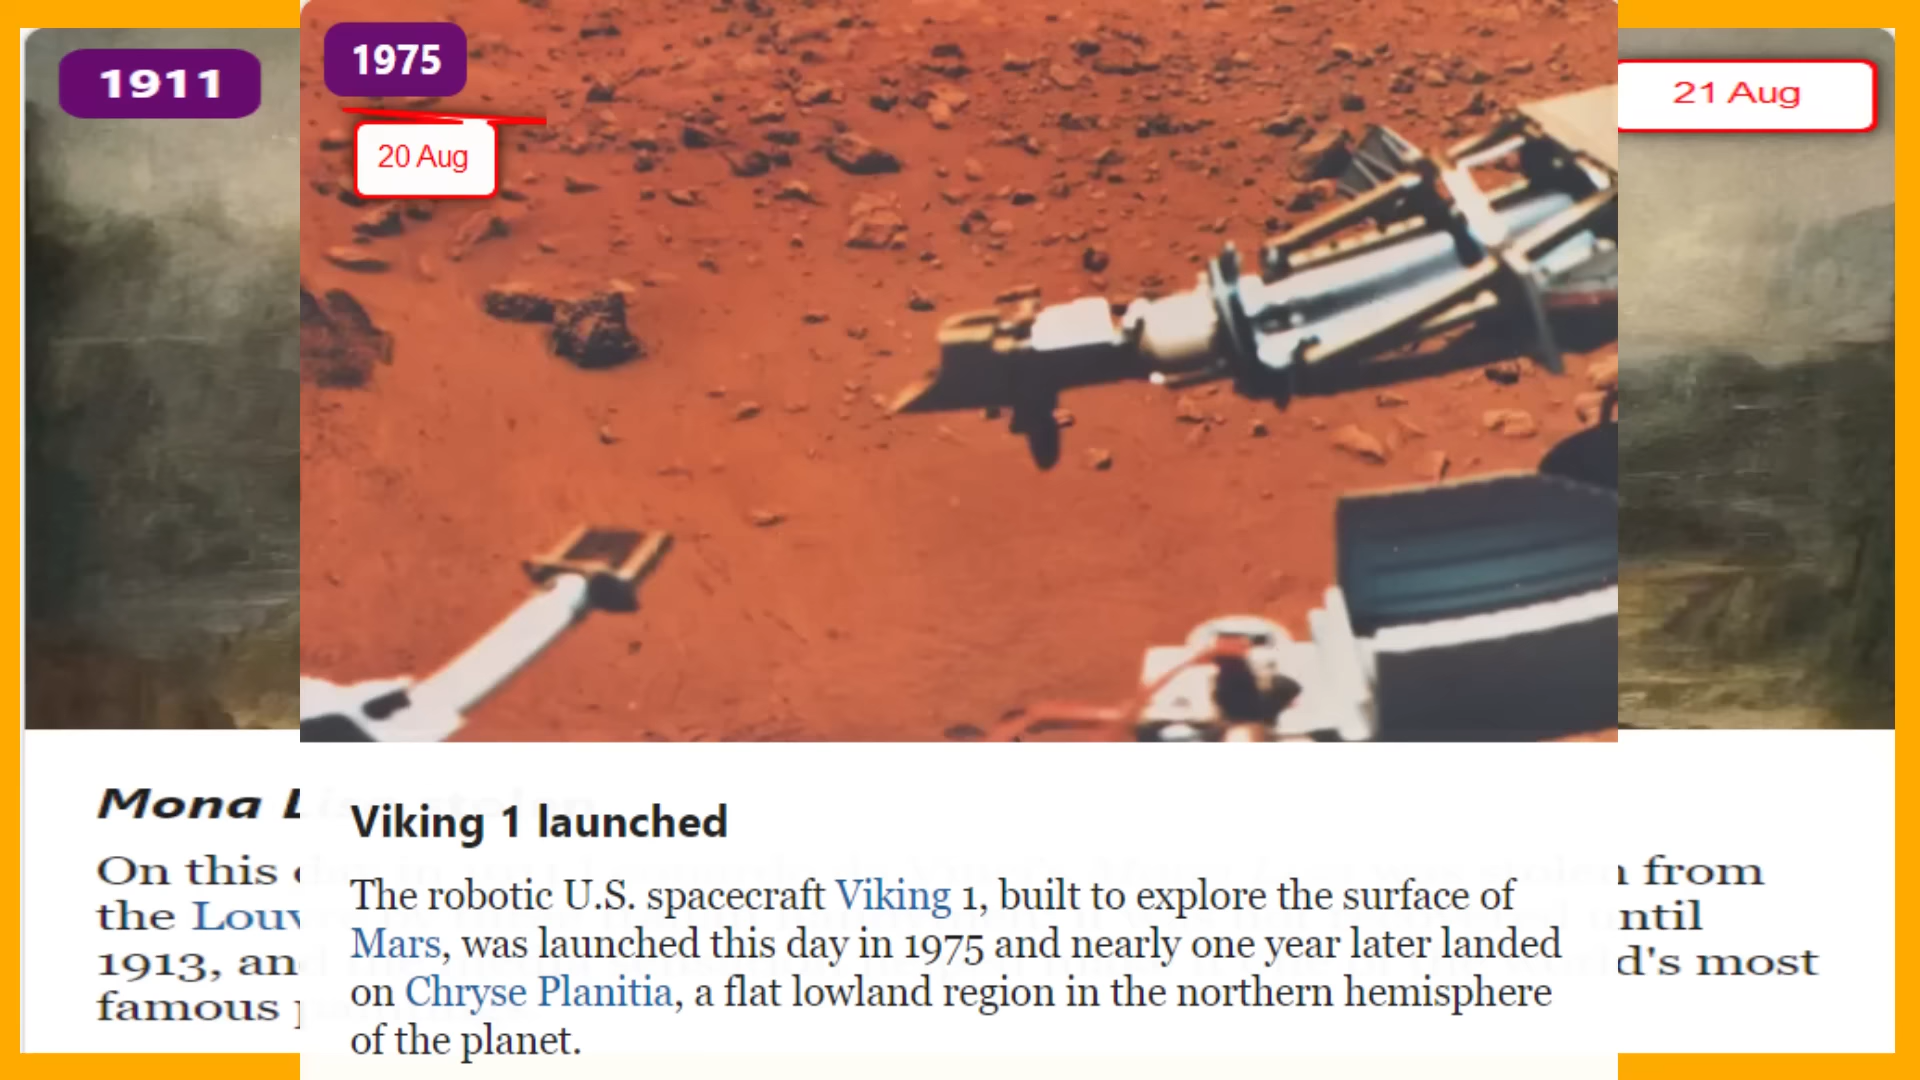 1911
21 Aug
Mona L
On this
from
the Louv
ntil
1913, an
d's most
famous
1975
20 Aug
Viking 1 launched
The robotic U.S. spacecraft Viking 1, built to explore the surface of
Mars, was launched this day in 1975 and nearly one year later landed
on Chryse Planitia, a flat lowland region in the northern hemisphere
of the planet.